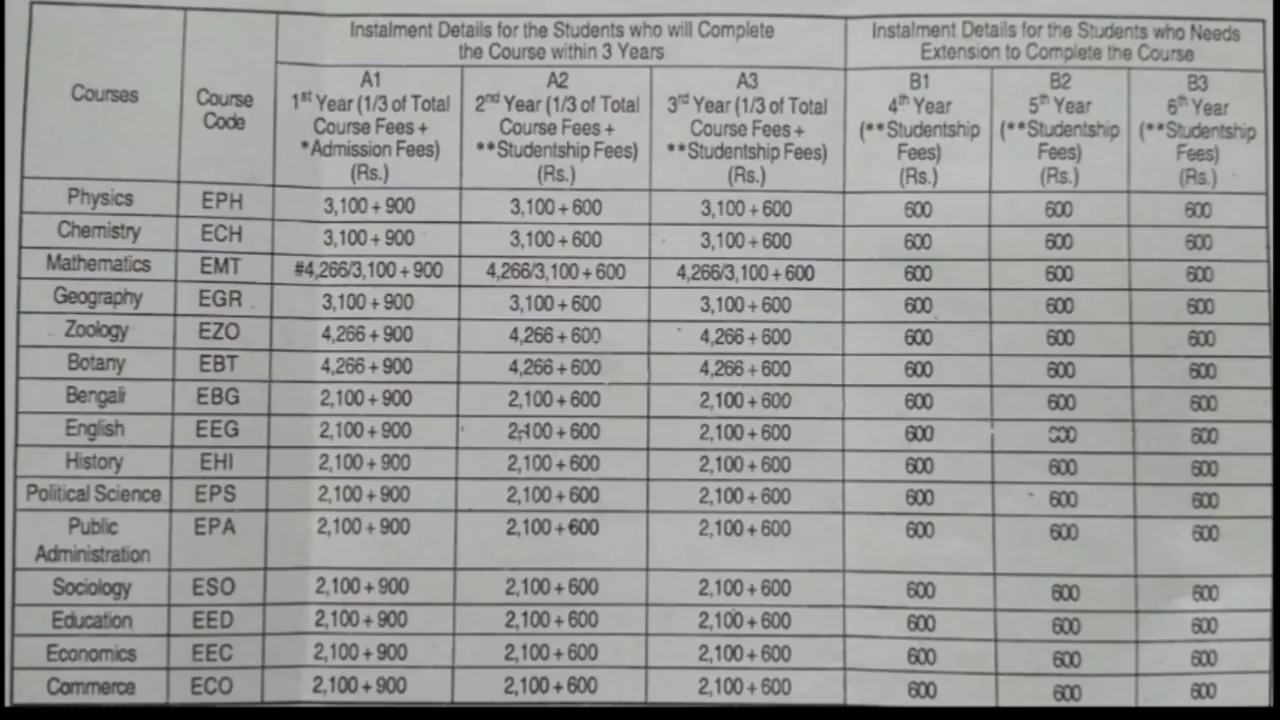 Courses
Course
Code
Instalment Details for the Students who will Complete
the Course within 3 Years
Instalment Details for the Students who Needs
Extension to Complete the Course
A1
1st Year (1/3 of Total
Course Fees +
*Admission Fees)
(Rs.)
A2
2nd Year (1/3 of Total
Course Fees +
**Studentship Fees)
(Rs.)
A3
3rd Year (1/3 of Total
Course Fees +
**Studentship Fees)
(Rs.)
B1
4th Year
(**Studentship
Fees)
(Rs.)
B2
5th Year
(**Studentship
Fees)
(Rs.)
B3
6th Year
(**Studentship
Fees)
(Rs.)
Physics EPH 3,100 + 900 3,100 + 600 3,100 + 600 600 600 600
Chemistry ECH 3,100 + 900 3,100 + 600 3,100 + 600 600 600 600
Mathematics EMT #4,266/3,100 + 900 4,266/3,100 + 600 4,266/3,100 + 600 600 600 600
Geography EGR 3,100 + 900 3,100 + 600 3,100 + 600 600 600 600
Zoology EZO 4,266 + 900 4,266 + 600 4,266 + 600 600 600 600
Botany EBT 4,266 + 900 4,266 + 600 4,266 + 600 600 600 600
Bengali EBG 2,100 + 900 2,100 + 600 2,100 + 600 600 600 600
English EEG 2,100 + 900 2,100 + 600 2,100 + 600 600 600 600
History EHI 2,100 + 900 2,100 + 600 2,100 + 600 600 600 600
Political Science EPS 2,100 + 900 2,100 + 600 2,100 + 600 600 600 600
Public EPA 2,100 + 900 2,100 + 600 2,100 + 600 600 600 600
Administration
Sociology ESO 2,100 + 900 2,100 + 600 2,100 + 600 600 600 600
Education EED 2,100 + 900 2,100 + 600 2,100 + 600 600 600 600
Economics EEC 2,100 + 900 2,100 + 600 2,100 + 600 600 600 600
Commerce ECO 2,100 + 900 2,100 + 600 2,100 + 600 600 600 600